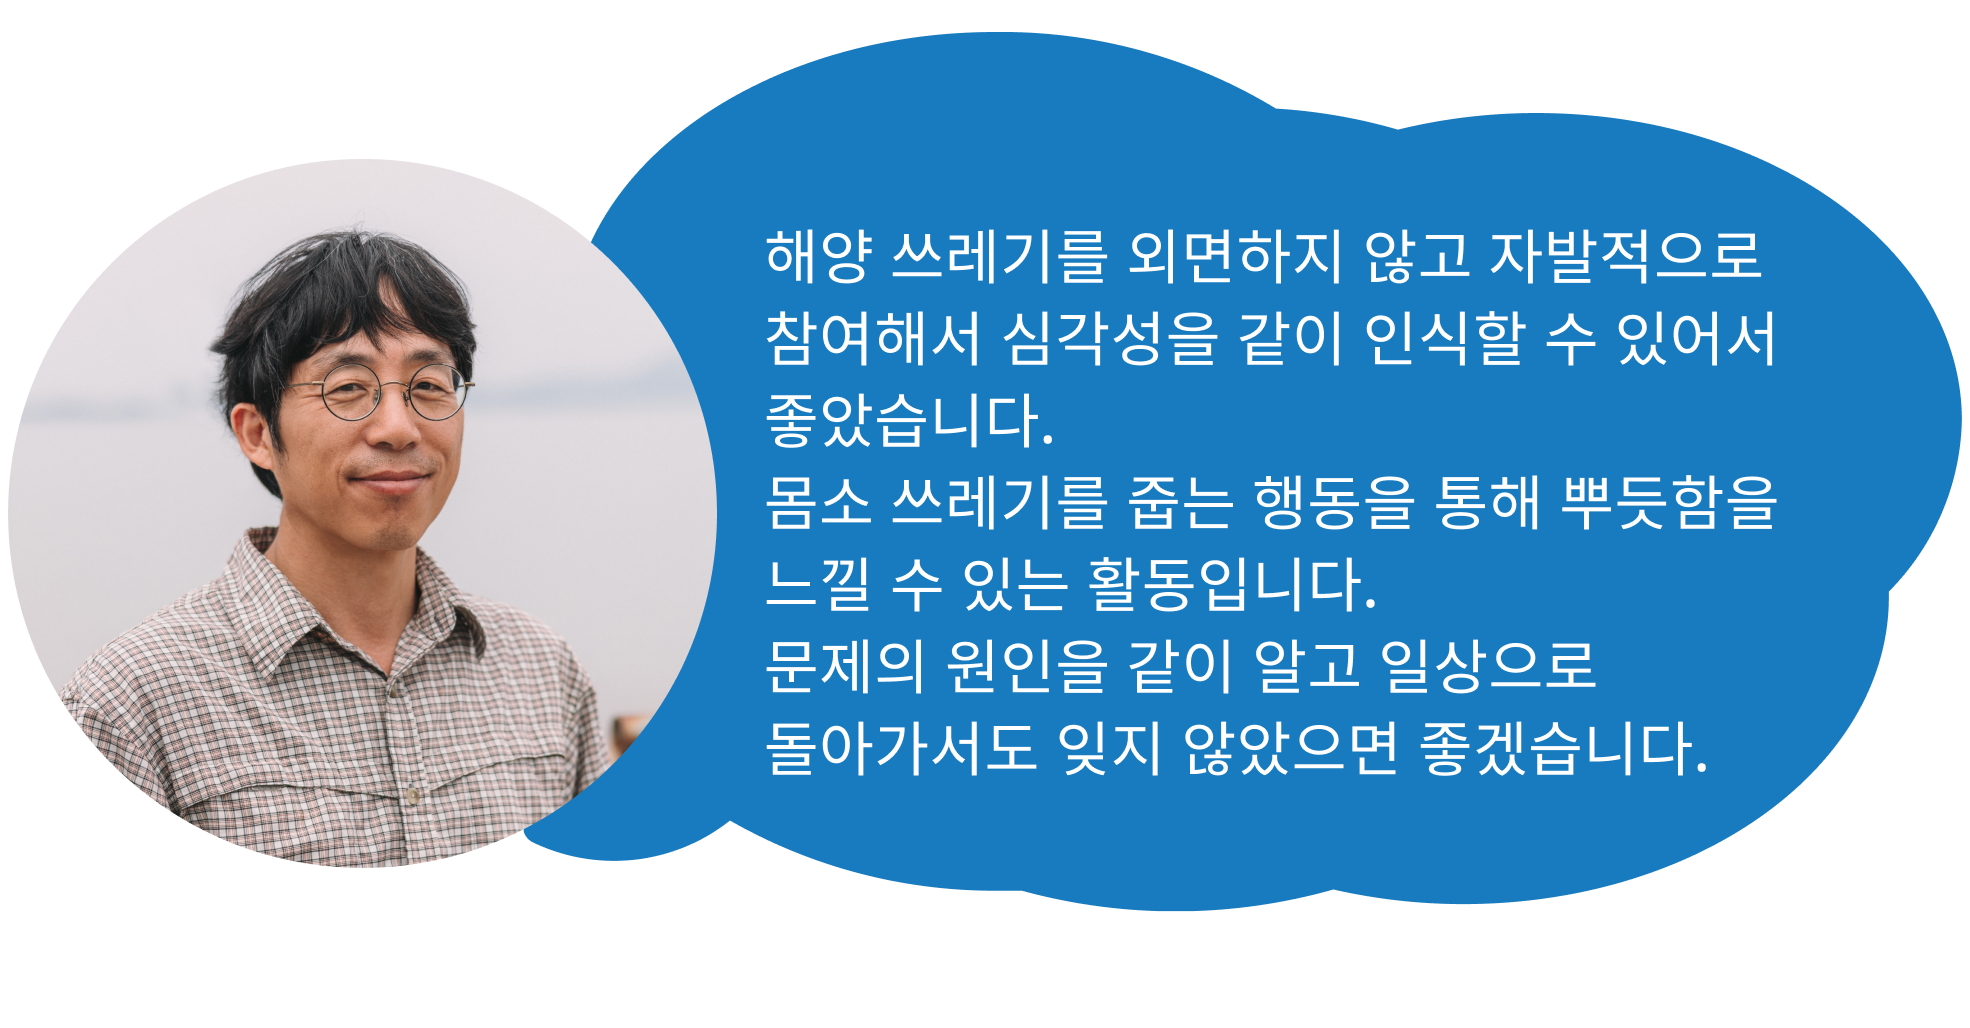 해양 쓰레기를 외면하지 않고 자발적으로
참여해서 심각성을 같이 인식할 수 있어서
좋았습니다.
몸소 쓰레기를 줍는 행동을 통해 뿌듯함을
느낄 수 있는 활동입니다.
문제의 원인을 같이 알고 일상으로
돌아가서도 잊지 않았으면 좋겠습니다.